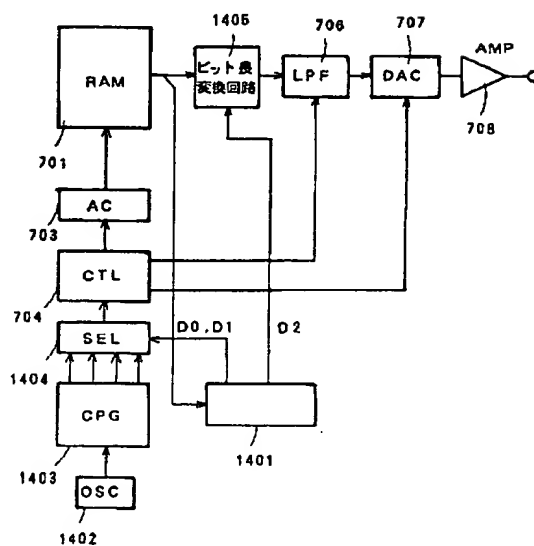 1405
706
707
AMP
RAM
ビット長
変換回路
LPF
DAC
708
701
AC
703
CTL
704
D0,D1
D2
SEL
1404
CPG
1401
1403
OSC
1402